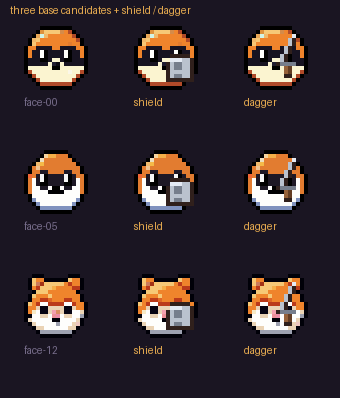 three base candidates + shield / dagger
face-00 shield dagger
face-05 shield dagger
face-12 shield dagger